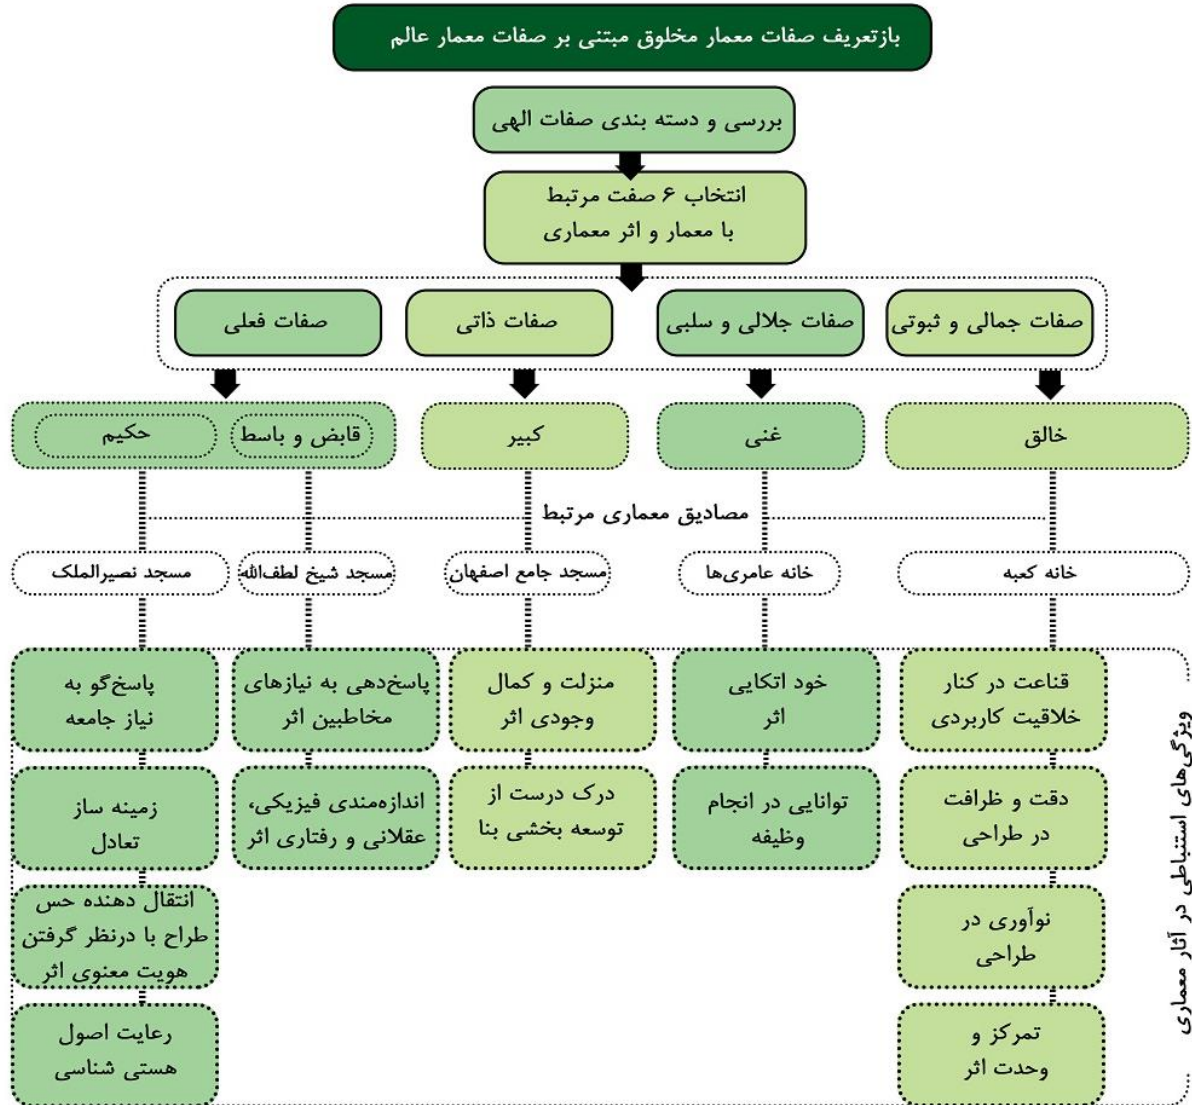 بازتعریف صفات معمار مخلوق مبتنی بر صفات معمار عالم
بررسی و دسته بندی صفات الهی
انتخاب ۶ صفت مرتبط
با معمار و اثر معماری
صفات جمالی و ثبوتی
صفات جلالی و سلبی
صفات ذاتی
صفات فعلی
خالق
غنی
کبیر
قابض و باسط
حکیم
مصادیق معماری مرتبط
خانه کعبه
خانه عامری‌ها
مسجد جامع اصفهان
مسجد شیخ لطف‌الله
مسجد نصیرالملک
ویژگی‌های استنباطی در آثار معماری
قناعت در کنار
خلاقیت کاربردی
دقت و ظرافت
در طراحی
نوآوری در
طراحی
تمرکز و
وحدت اثر
خود اتکایی
اثر
توانایی در انجام
وظیفه
منزلت و کمال
وجودی اثر
درک درست از
توسعه بخشی بنا
پاسخ‌دهی به نیازهای
مخاطبین اثر
اندازه‌مندی فیزیکی،
عقلانی و رفتاری اثر
پاسخ‌گو به
نیاز جامعه
زمینه ساز
تعادل
انتقال دهنده حس
طراح با درنظر گرفتن
هویت معنوی اثر
رعایت اصول
هستی شناسی